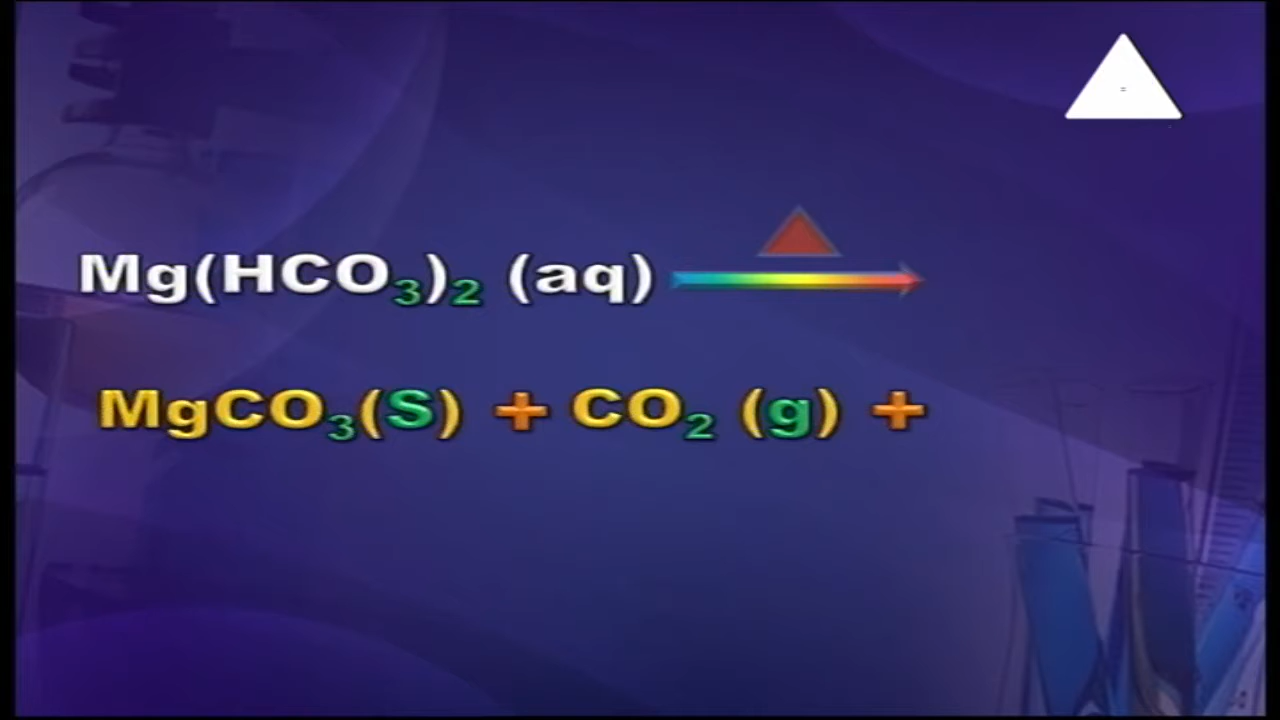 Mg(HCO₃)₂ (aq)
MgCO₃(S) + CO₂ (g) +